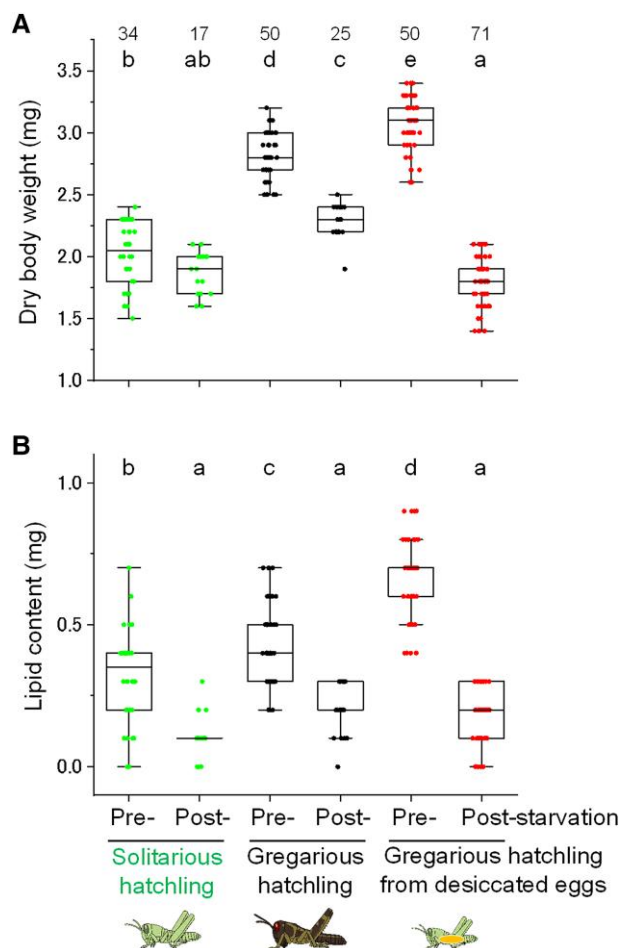 A
34 17 50 25 50 71
b ab d c e a
3.5
3.0
2.5
2.0
1.5
1.0
Dry body weight (mg)
B
b a c a d a
1.0
0.5
0.0
Lipid content (mg)
Pre- Post- Pre- Post- Pre- Post-starvation
Solitarious hatchling
Gregarious hatchling
Gregarious hatchling from desiccated eggs